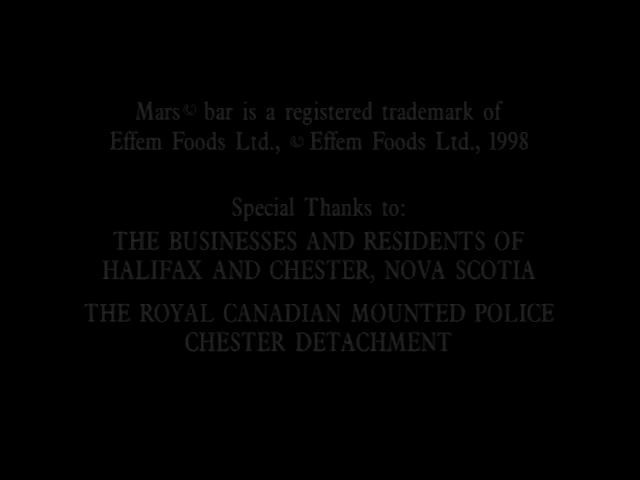 Mars© bar is a registered trademark of
Effem Foods Ltd., © Effem Foods Ltd., 1998
Special Thanks to:
THE BUSINESSES AND RESIDENTS OF
HALIFAX AND CHESTER, NOVA SCOTIA
THE ROYAL CANADIAN MOUNTED POLICE
CHESTER DETACHMENT